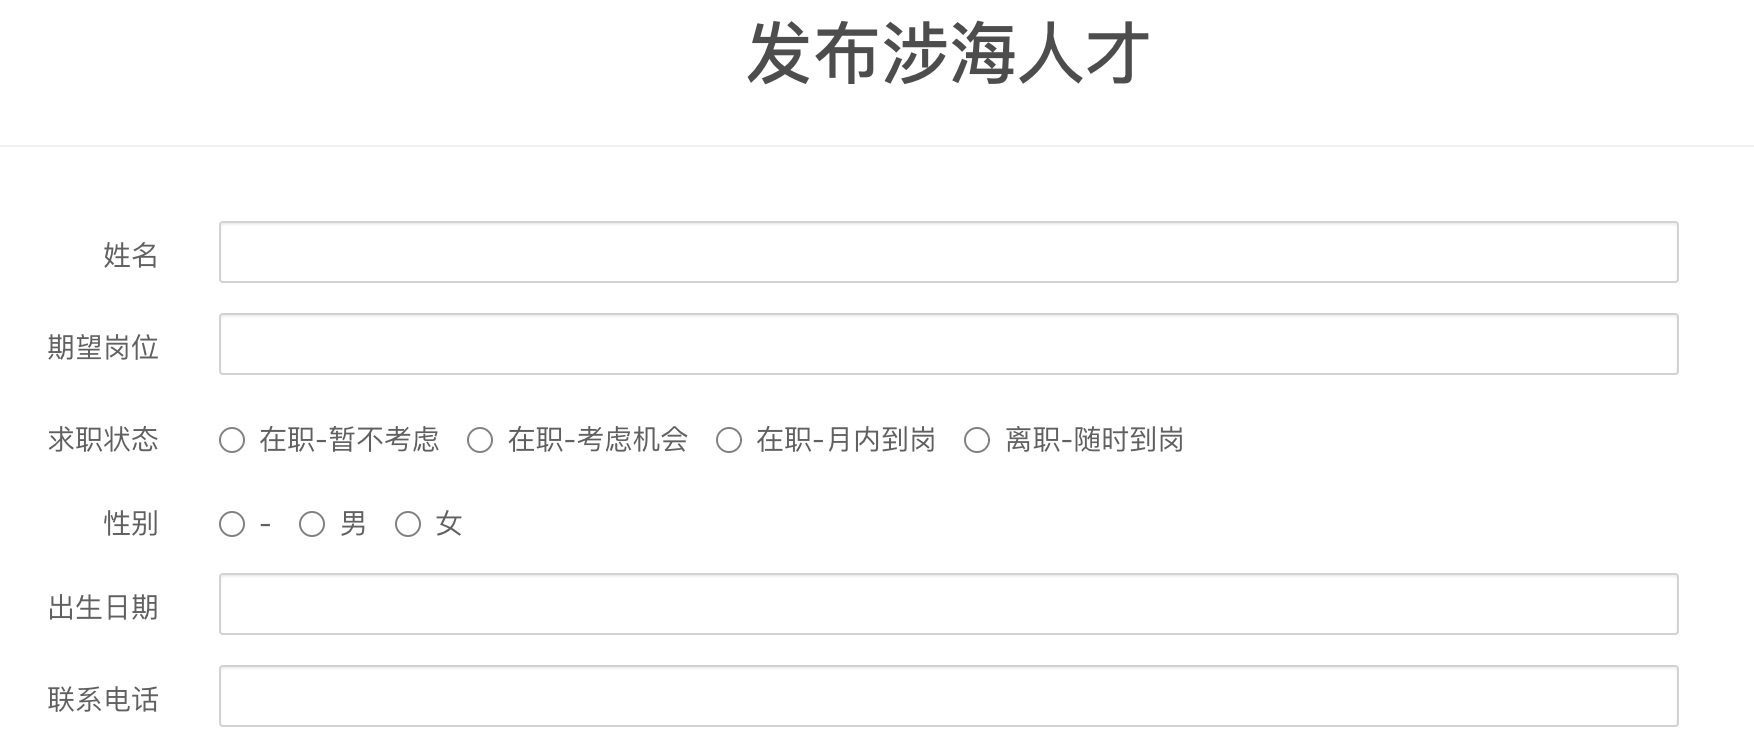 发布涉海人才
姓名
期望岗位
求职状态 在职-暂不考虑 在职-考虑机会 在职-月内到岗 离职-随时到岗
性别 - 男 女
出生日期
联系电话